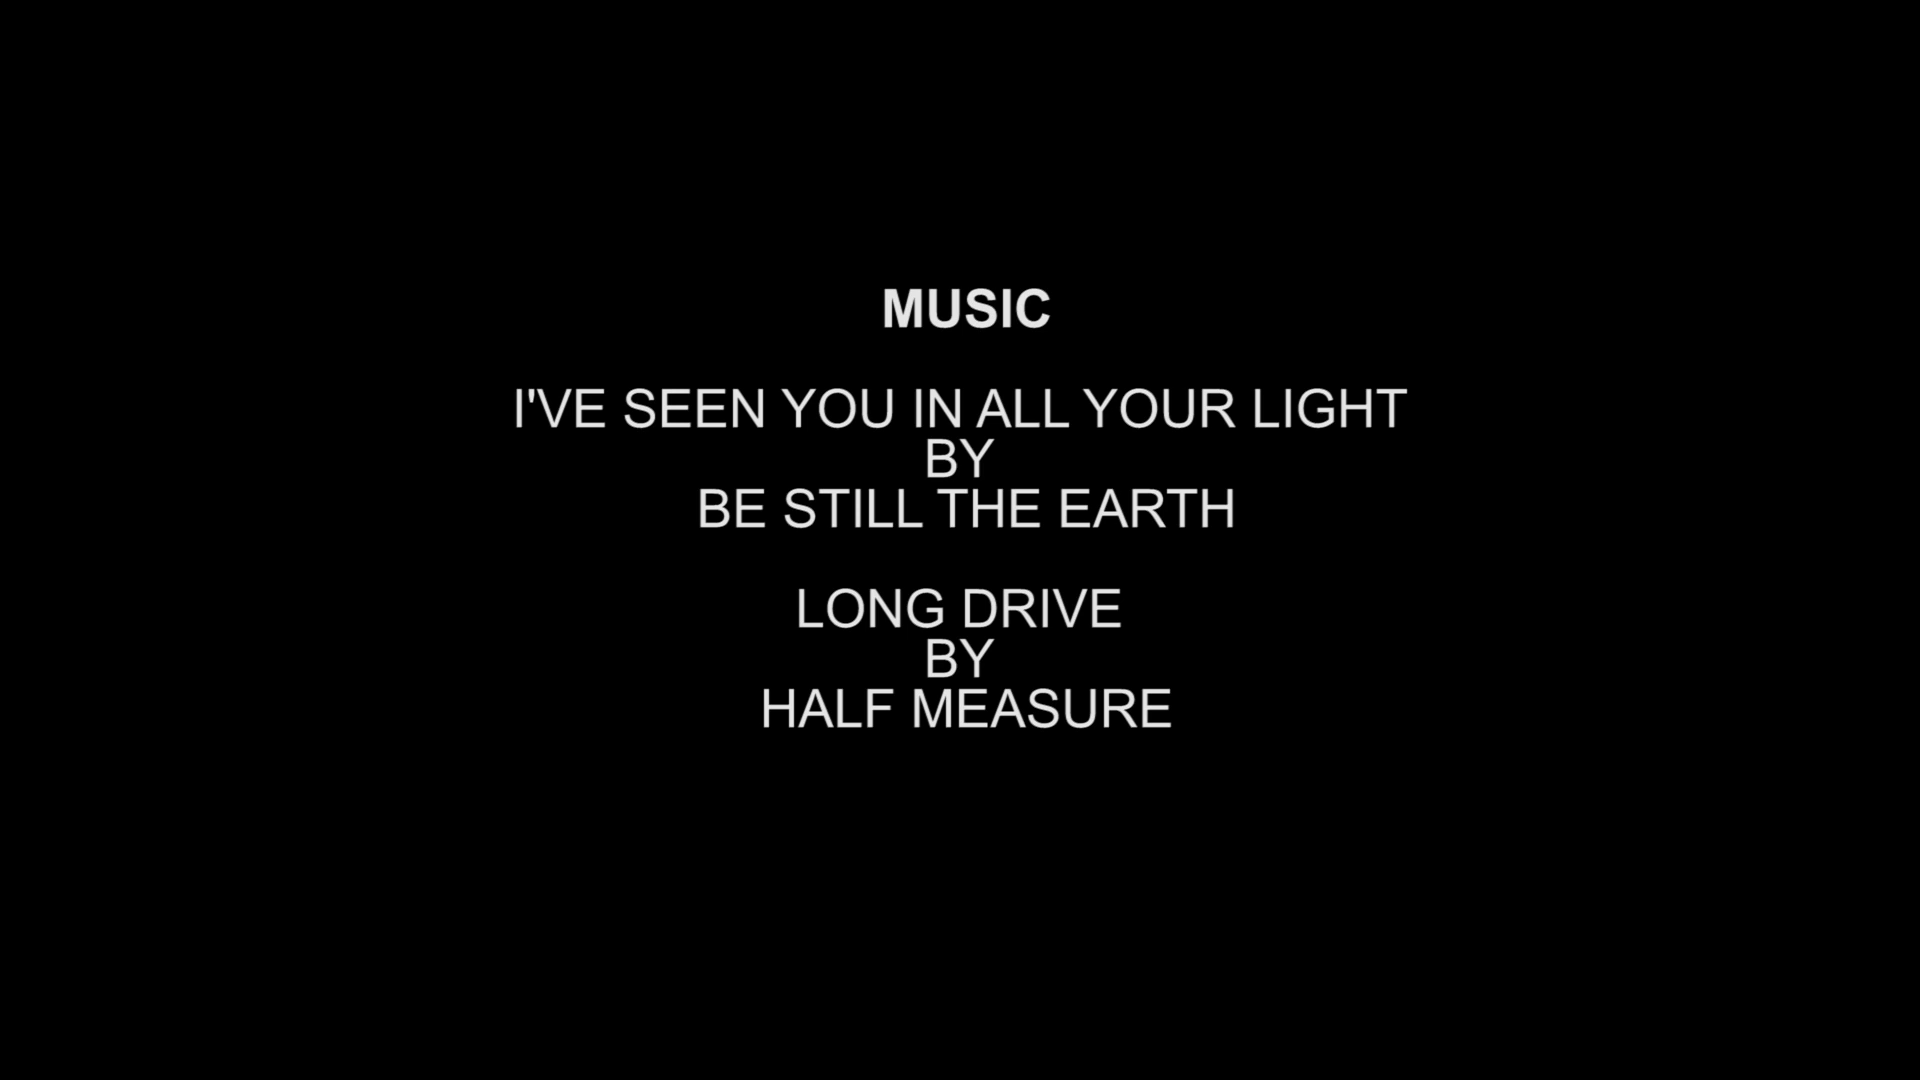 MUSIC
I'VE SEEN YOU IN ALL YOUR LIGHT
BY
BE STILL THE EARTH
LONG DRIVE
BY
HALF MEASURE